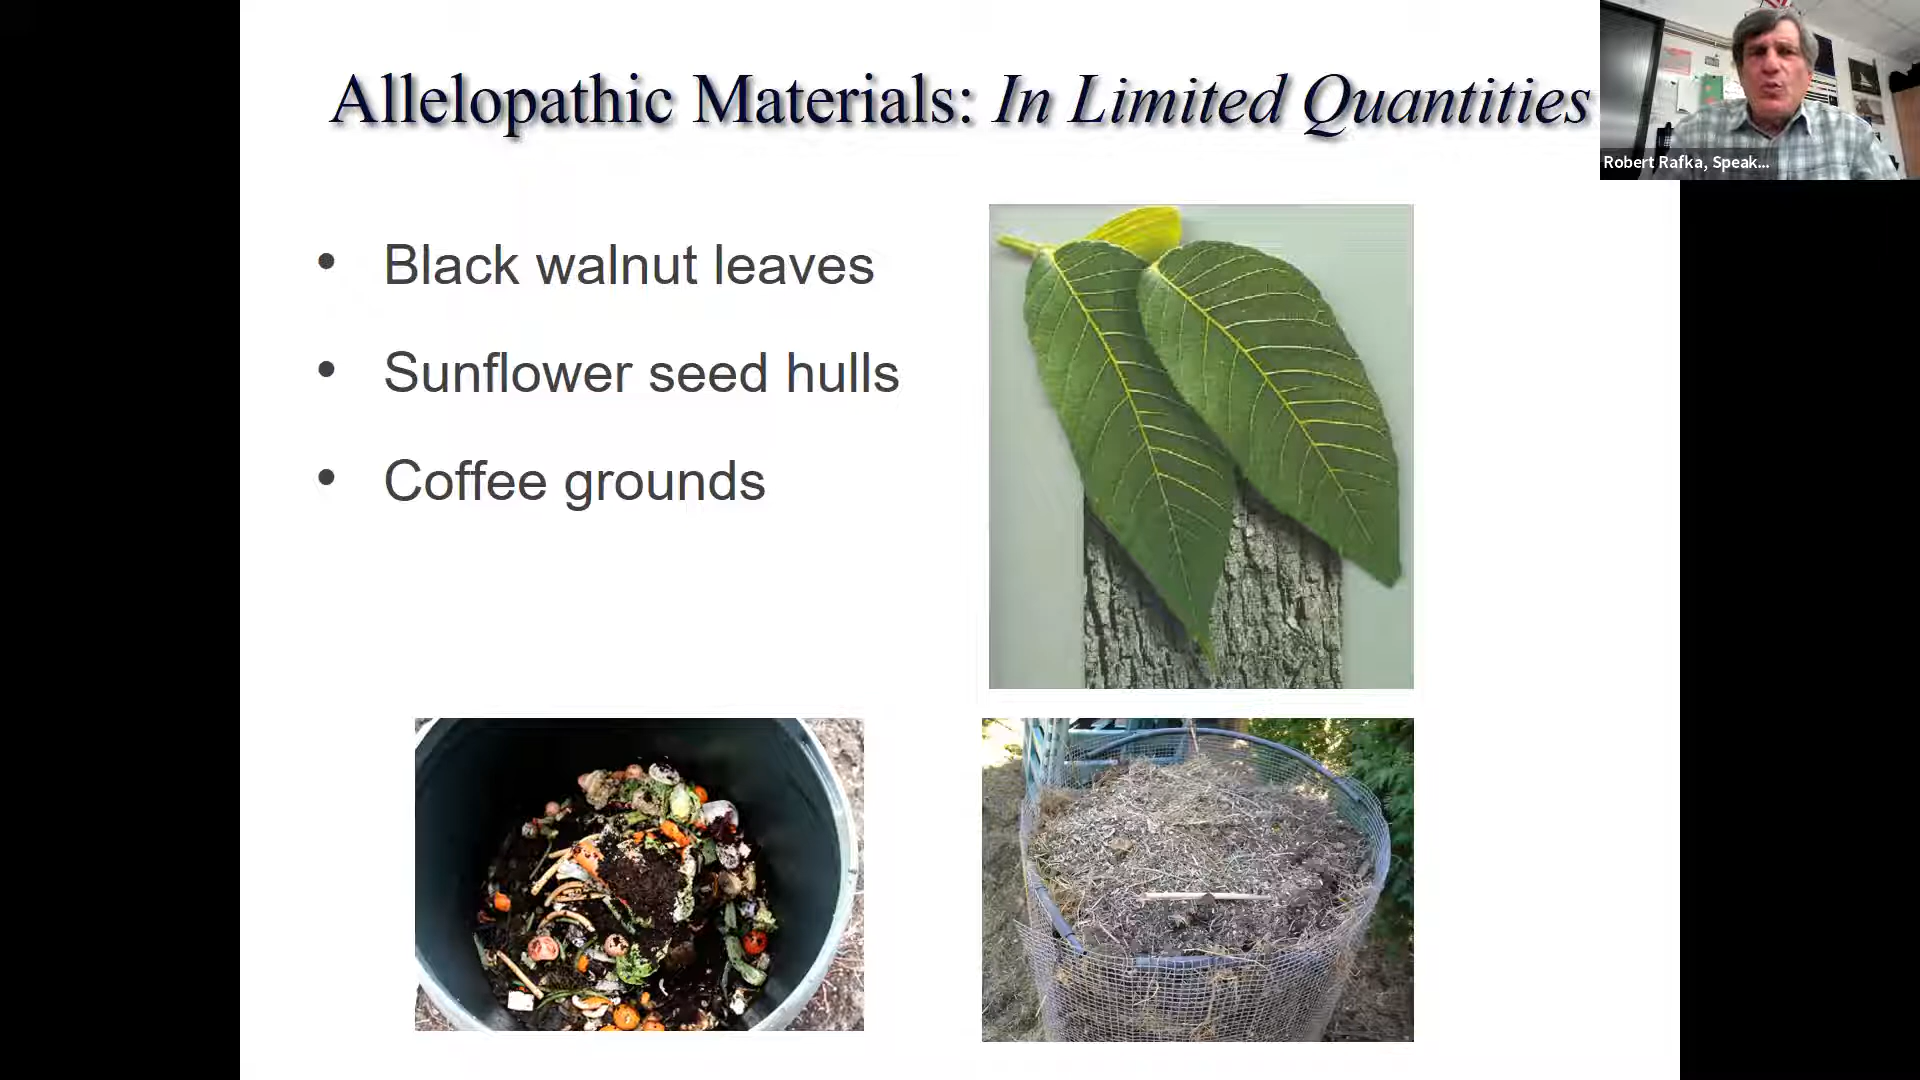 Allelopathic Materials: In Limited Quantities
Robert Rafka, Speak...
• Black walnut leaves
• Sunflower seed hulls
• Coffee grounds